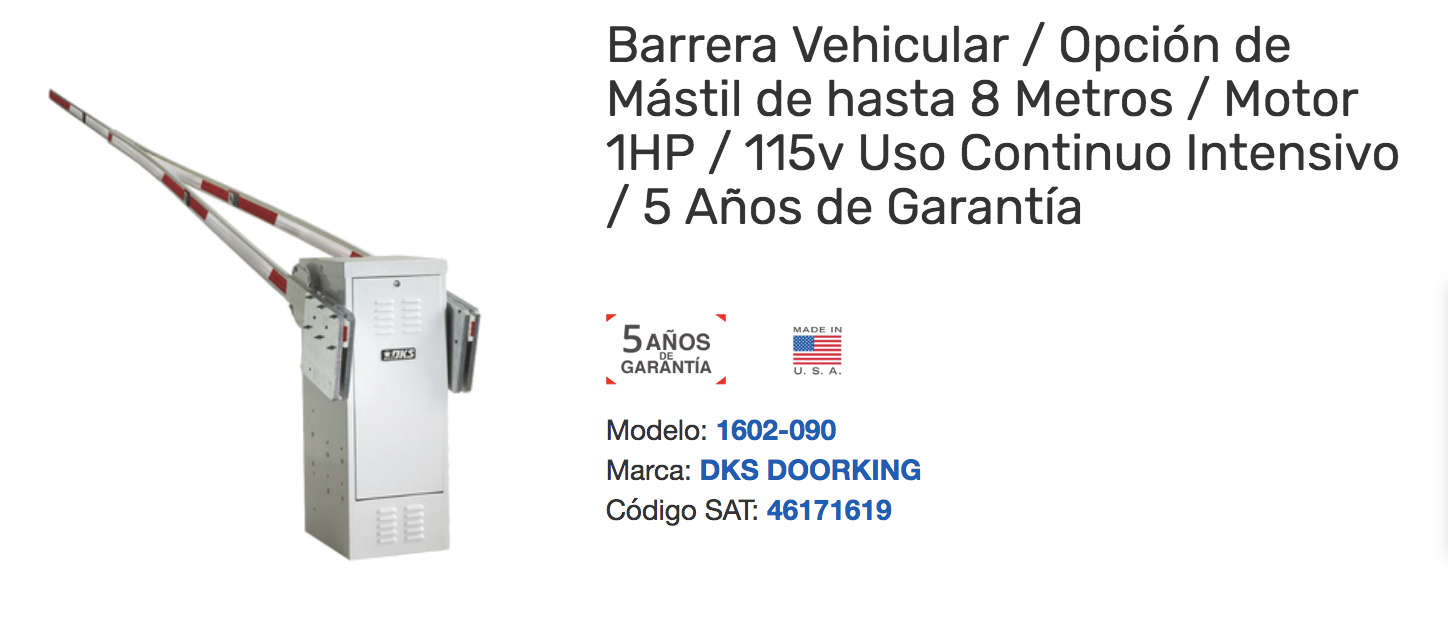 Barrera Vehicular / Opción de
Mástil de hasta 8 Metros / Motor
1HP / 115v Uso Continuo Intensivo
/ 5 Años de Garantía
5 AÑOS
DE
GARANTÍA
MADE IN
U. S. A.
Modelo: 1602-090
Marca: DKS DOORKING
Código SAT: 46171619
DKS